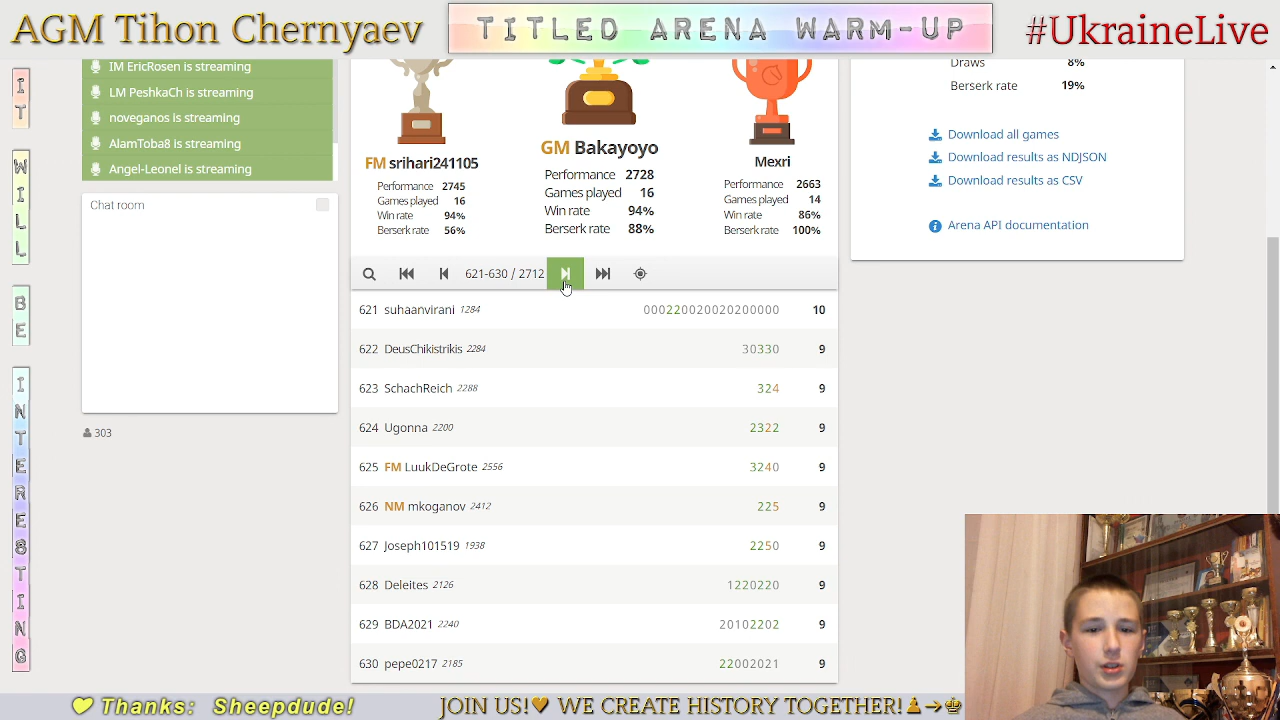 AGM Tihon Chernyaev
TITLED ARENA WARM-UP
#UkraineLive
IT WILL BE INTERE8TING
IM EricRosen is streaming
LM PeshkaCh is streaming
noveganos is streaming
AlamToba8 is streaming
Angel-Leonel is streaming
Chat room
303
FM srihari241105
Performance 2745
Games played 16
Win rate 94%
Berserk rate 56%
GM Bakayoyo
Performance 2728
Games played 16
Win rate 94%
Berserk rate 88%
Mexri
Performance 2663
Games played 14
Win rate 86%
Berserk rate 100%
Draws 8%
Berserk rate 19%
Download all games
Download results as NDJSON
Download results as CSV
Arena API documentation
621-630 / 2712
621 suhaanvirani 1284 00022002002020000 10
622 DeusChikistrikis 2284 30330 9
623 SchachReich 2288 324 9
624 Ugonna 2200 2322 9
625 FM LuukDeGrote 2556 3240 9
626 NM mkoganov 2412 225 9
627 Joseph101519 1938 2250 9
628 Deleites 2126 1220220 9
629 BDA2021 2240 20102202 9
630 pepe0217 2185 22002021 9
Thanks: Sheepdude!
JOIN US!♥ WE CREATE HISTORY TOGETHER!♟→♚